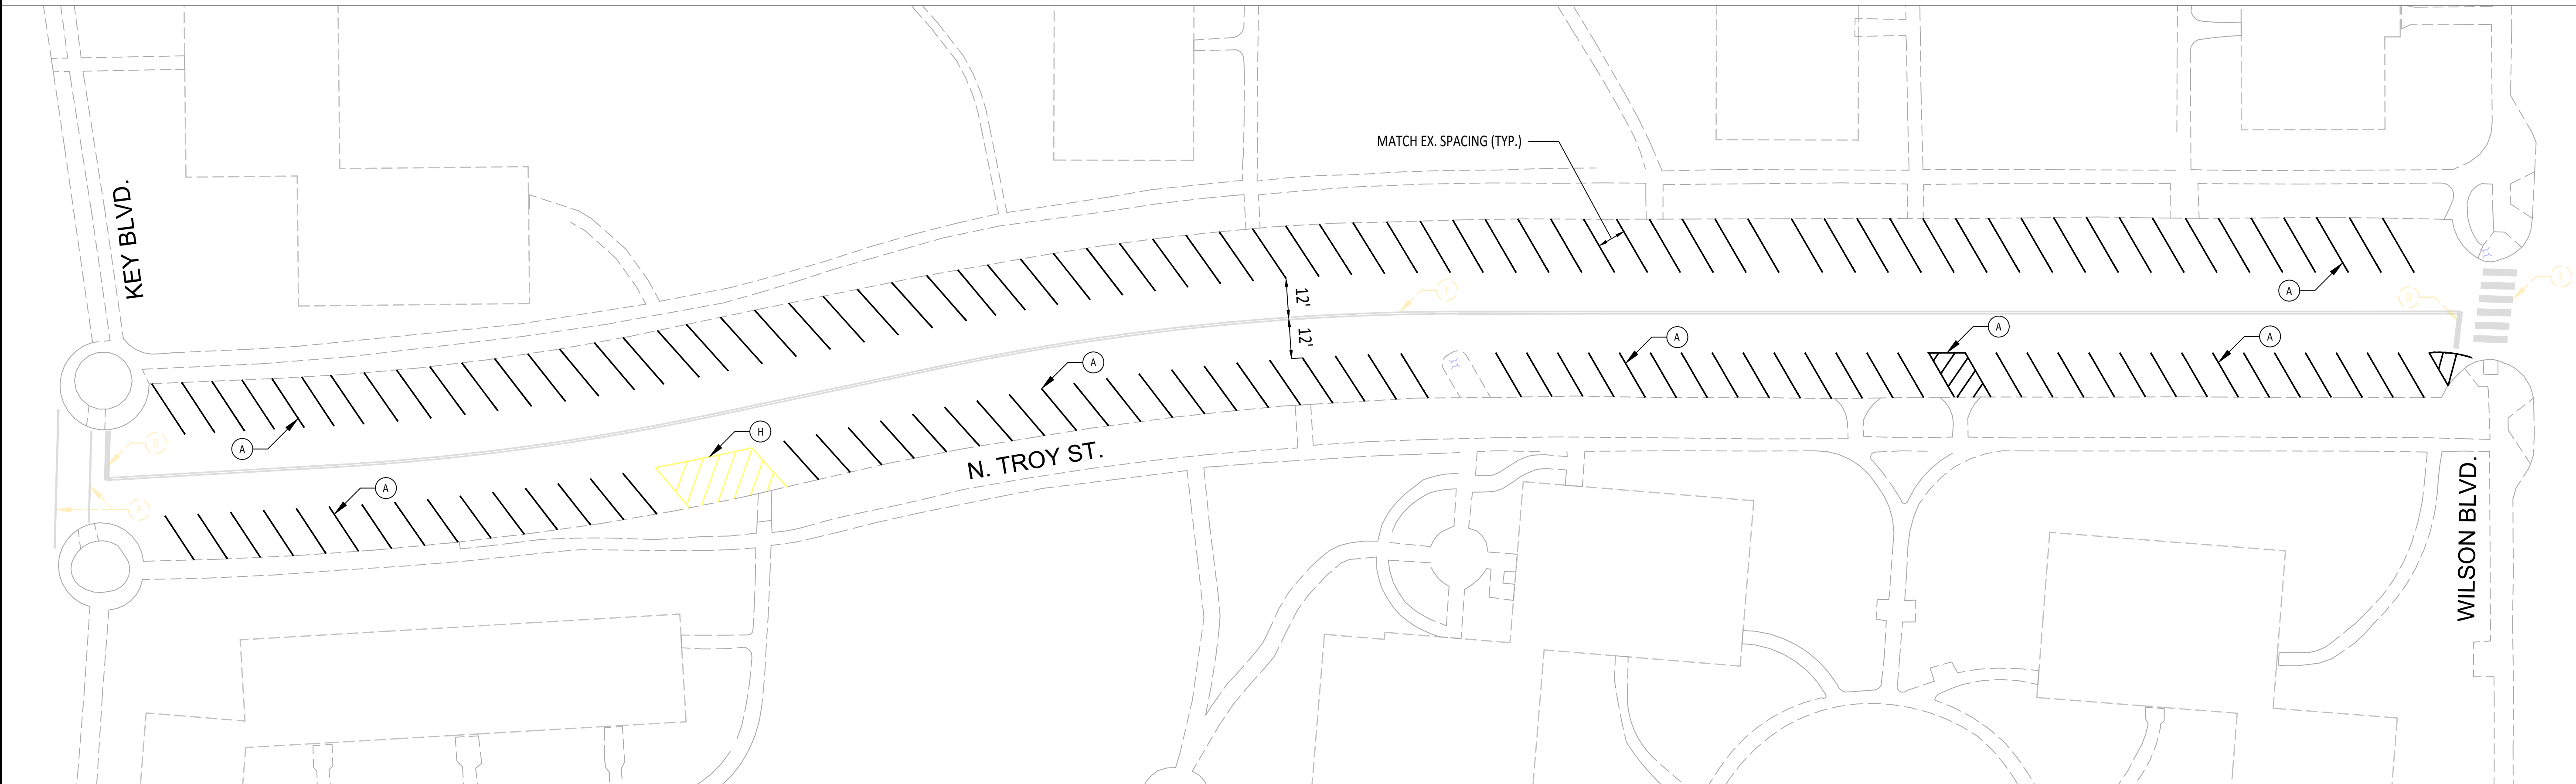 MATCH EX. SPACING (TYP.)
KEY BLVD.
A
E
D
F
12'
12'
A
A
A
A
A
H
D
A
N. TROY ST.
A
F
WILSON BLVD.